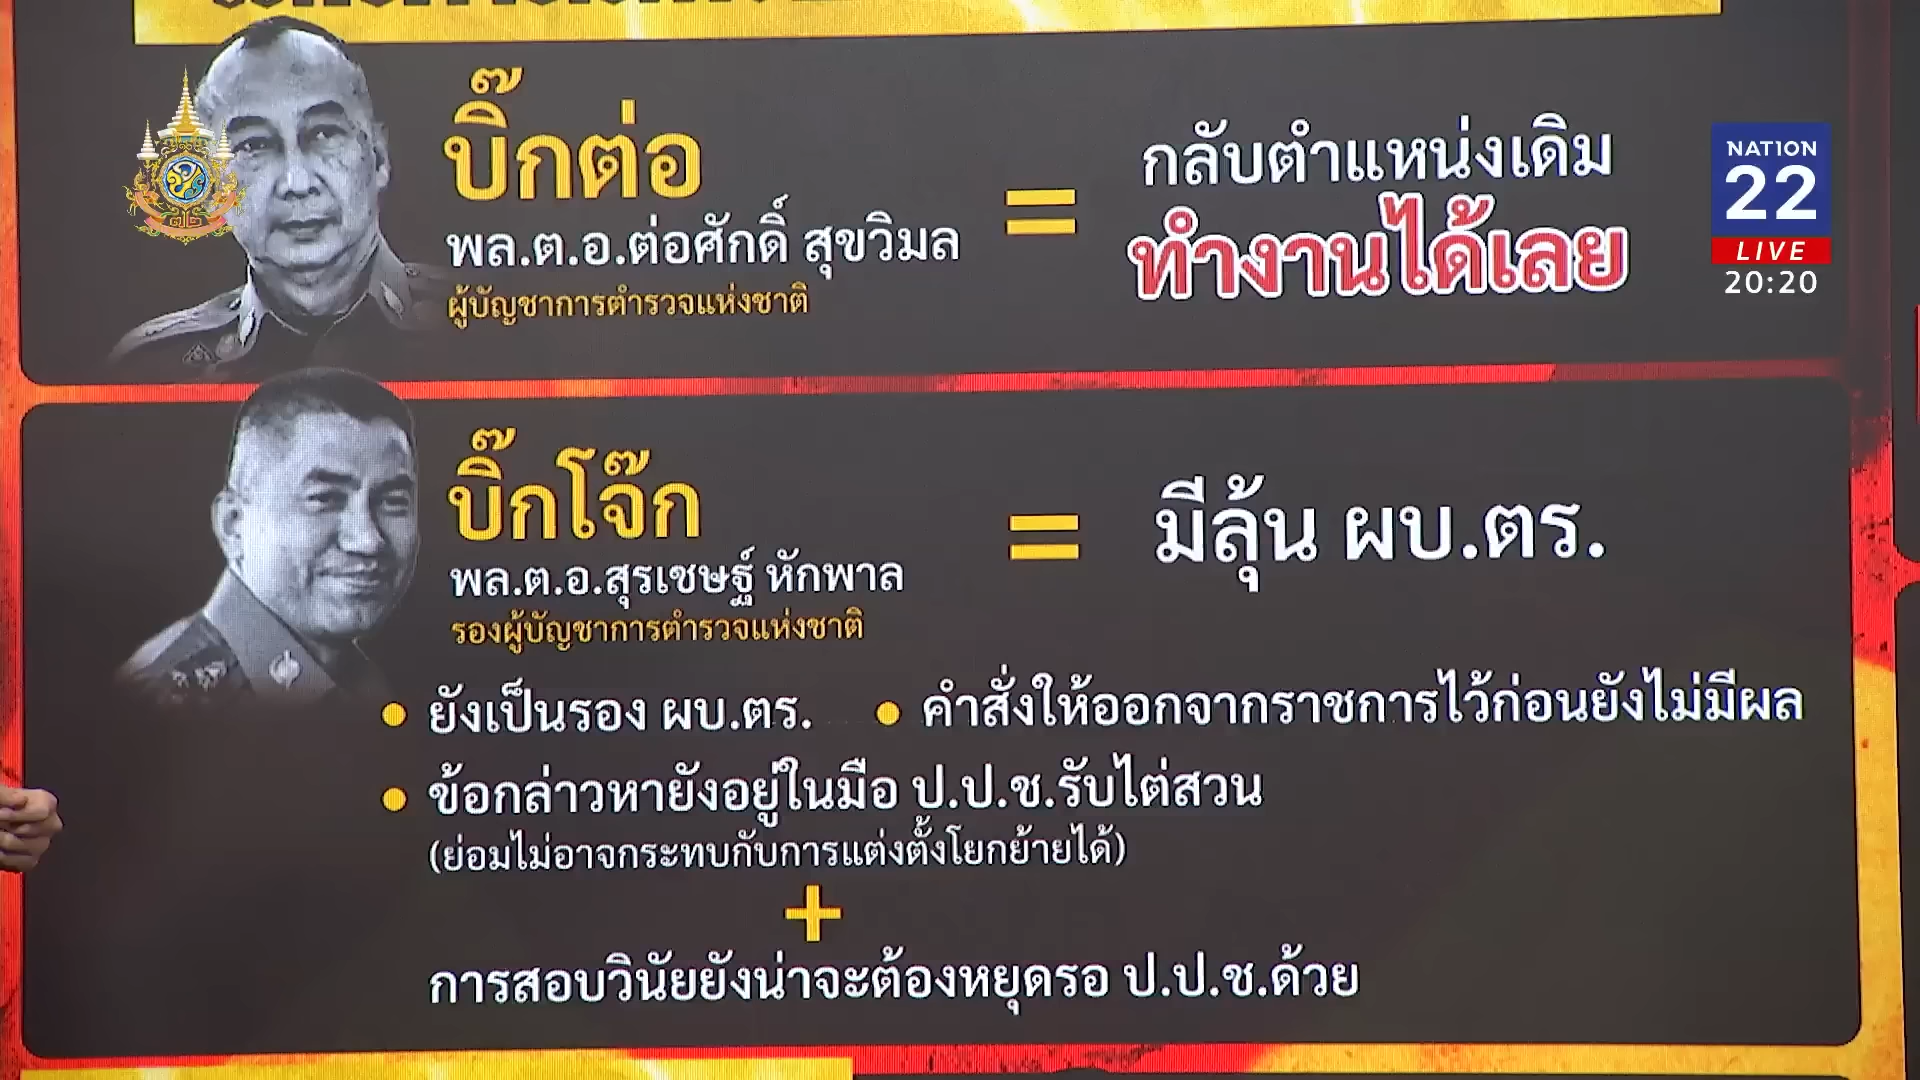 บิ๊กต่อ
พล.ต.อ.ต่อศักดิ์ สุขวิมล
ผู้บัญชาการตำรวจแห่งชาติ
=
กลับตำแหน่งเดิม
ทำงานได้เลย
NATION
22
LIVE
20:20
บิ๊กโจ๊ก
พล.ต.อ.สุรเชษฐ์ หักพาล
รองผู้บัญชาการตำรวจแห่งชาติ
=
มีลุ้น ผบ.ตร.
• ยังเป็นรอง ผบ.ตร.
• คำสั่งให้ออกจากราชการไว้ก่อนยังไม่มีผล
• ข้อกล่าวหายังอยู่ในมือ ป.ป.ช.รับไต่สวน
(ย่อมไม่อาจกระทบกับการแต่งตั้งโยกย้ายได้)
+
การสอบวินัยยังน่าจะต้องหยุดรอ ป.ป.ช.ด้วย